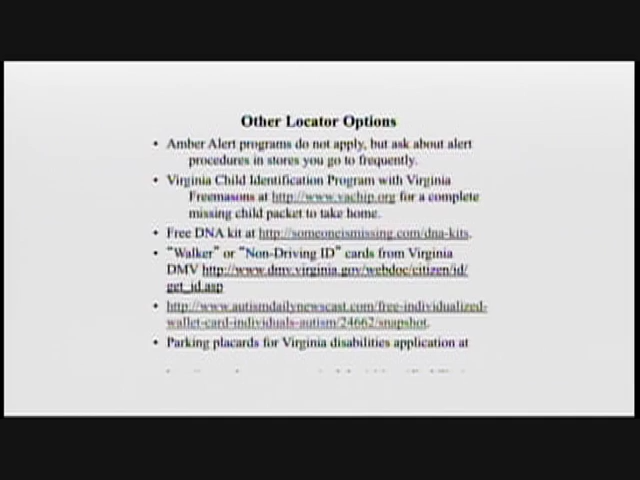 Other Locator Options
• Amber Alert programs do not apply, but ask about alert
procedures in stores you go to frequently.
• Virginia Child Identification Program with Virginia
Freemasons at http://www.vachip.org for a complete
missing child packet to take home.
• Free DNA kit at http://someoneismissing.com/dna-kits.
• "Walker" or "Non-Driving ID" cards from Virginia
DMV http://www.dmv.virginia.gov/webdoc/citizen/id/
get_id.asp
• http://www.autismdailynewscast.com/free-individualized-
wallet-card-individuals-autism/24662/snapshot.
• Parking placards for Virginia disabilities application at